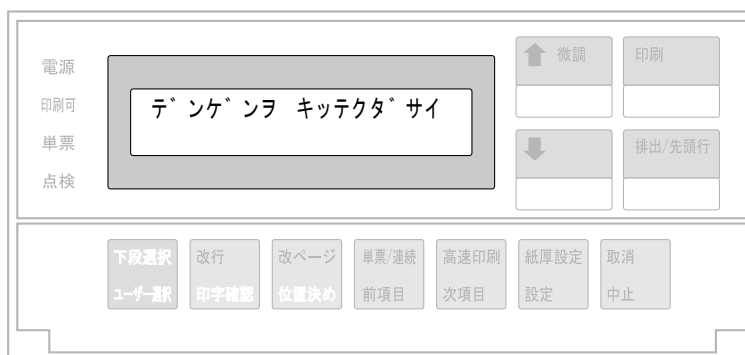 電源
印刷可
単票
点検
デンゲンヲ キッテクダサイ
微調
印刷
排出/先頭行
下段選択
ユーザー選択
改行
印字確認
改ページ
位置決め
単票/連続
前項目
高速印刷
次項目
紙厚設定
設定
取消
中止